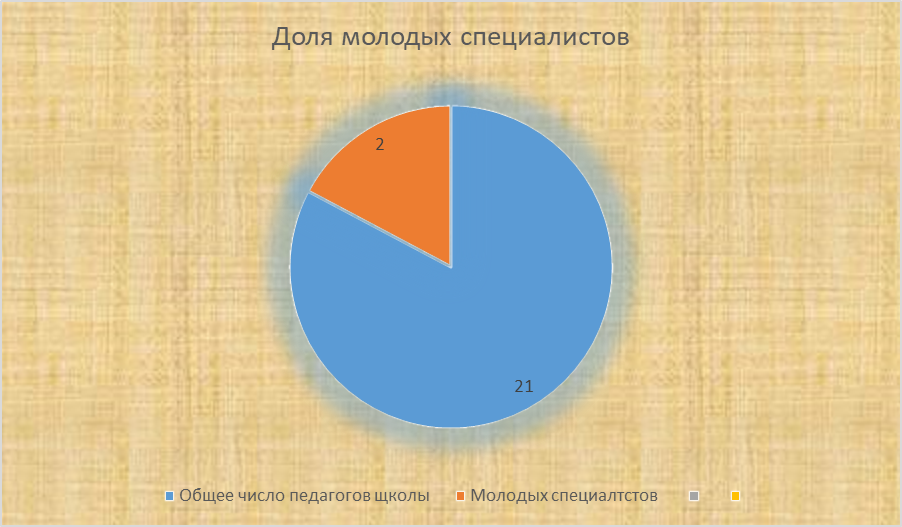 Доля молодых специалистов
2
21
Общее число педагогов щколы Молодых специалтстов